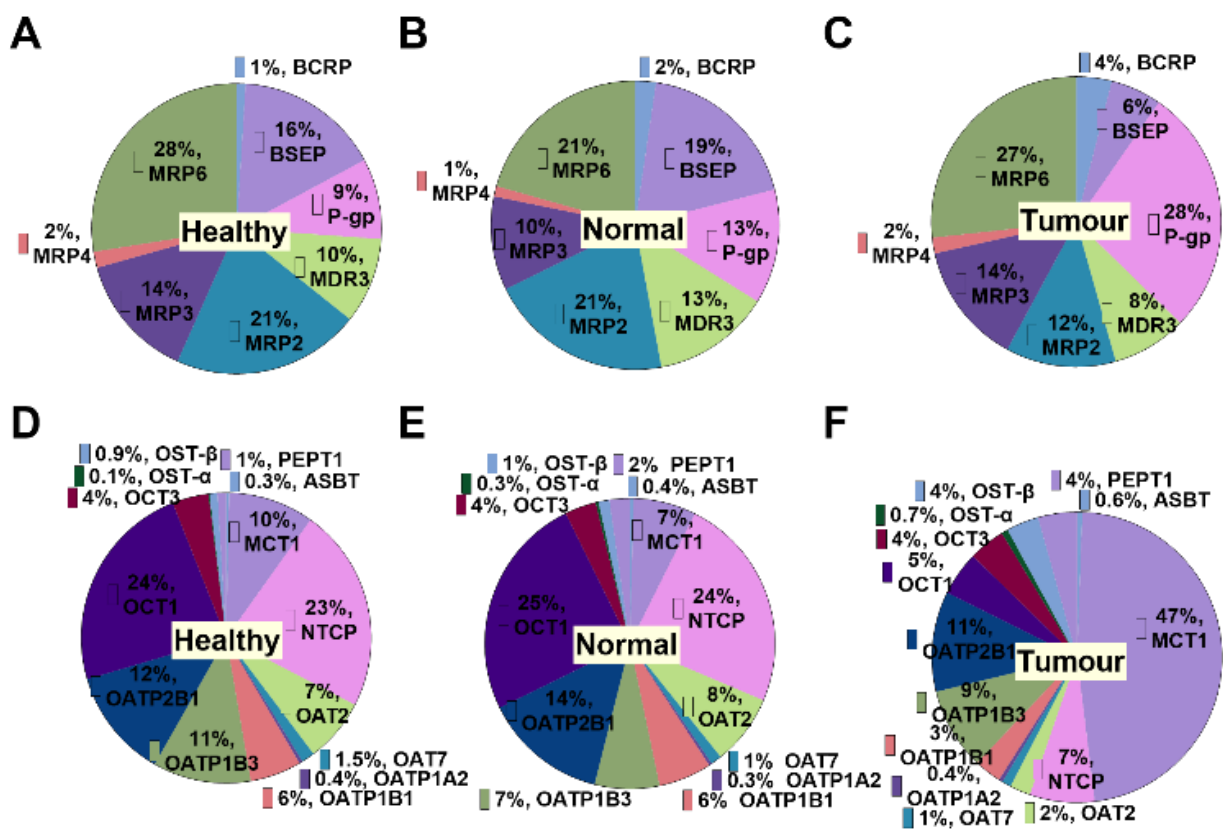 A
1%, BCRP
16%,
BSEP
9%,
P-gp
10%,
MDR3
21%,
MRP2
14%,
MRP3
2%,
MRP4
28%,
MRP6
Healthy
B
2%, BCRP
19%,
BSEP
13%,
P-gp
13%,
MDR3
21%,
MRP2
10%,
MRP3
1%,
MRP4
21%,
MRP6
Normal
C
4%, BCRP
6%,
BSEP
28%,
P-gp
8%,
MDR3
12%,
MRP2
14%,
MRP3
2%,
MRP4
27%,
MRP6
Tumour
D
0.9%, OST-β
0.1%, OST-α
4%, OCT3
1%, PEPT1
0.3%, ASBT
10%,
MCT1
23%,
NTCP
7%,
OAT2
1.5%, OAT7
0.4%, OATP1A2
6%, OATP1B1
11%,
OATP1B3
12%,
OATP2B1
24%,
OCT1
Healthy
E
1%, OST-β
0.3%, OST-α
4%, OCT3
2% PEPT1
0.4%, ASBT
7%,
MCT1
24%,
NTCP
8%,
OAT2
1% OAT7
0.3% OATP1A2
6% OATP1B1
7%, OATP1B3
14%,
OATP2B1
25%,
OCT1
Normal
F
4%, OST-β
0.7%, OST-α
4%, OCT3
5%,
OCT1
4%, PEPT1
0.6%, ASBT
47%,
MCT1
11%,
OATP2B1
9%,
OATP1B3
3%,
OATP1B1
0.4%,
OATP1A2
1%, OAT7
2%, OAT2
7%,
NTCP
Tumour